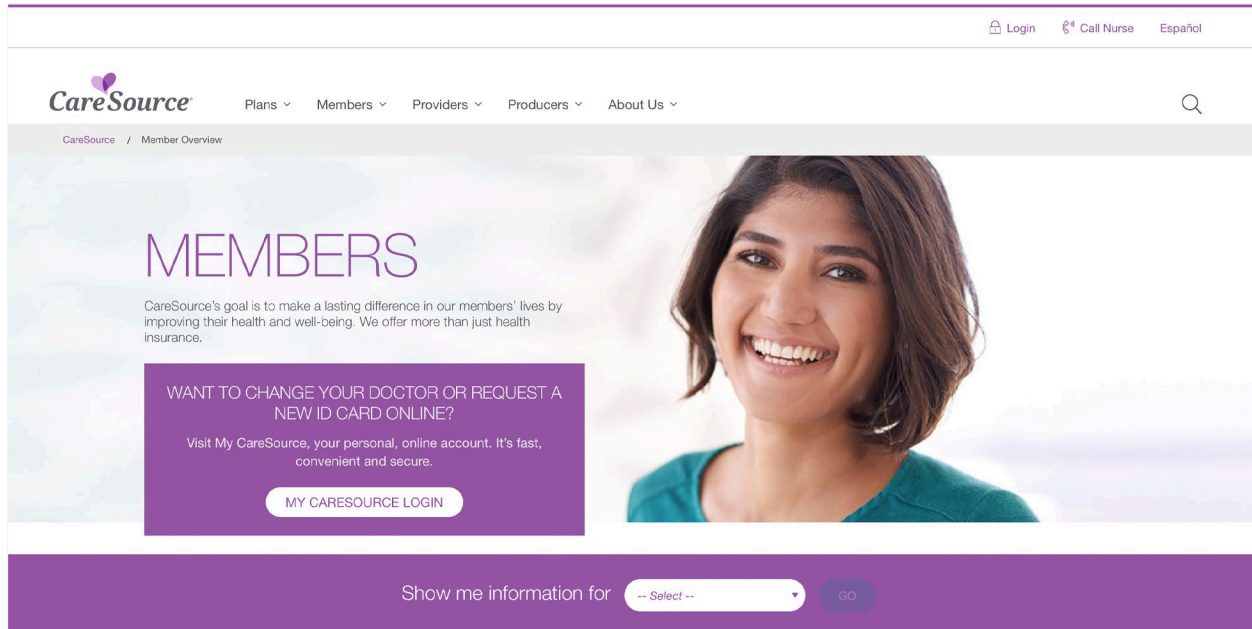 Login
Call Nurse
Español
CareSource
Plans
Members
Providers
Producers
About Us
CareSource / Member Overview
MEMBERS
CareSource's goal is to make a lasting difference in our members' lives by
improving their health and well-being. We offer more than just health
insurance.
WANT TO CHANGE YOUR DOCTOR OR REQUEST A
NEW ID CARD ONLINE?
Visit My CareSource, your personal, online account. It's fast,
convenient and secure.
MY CARESOURCE LOGIN
Show me information for
-- Select --
GO